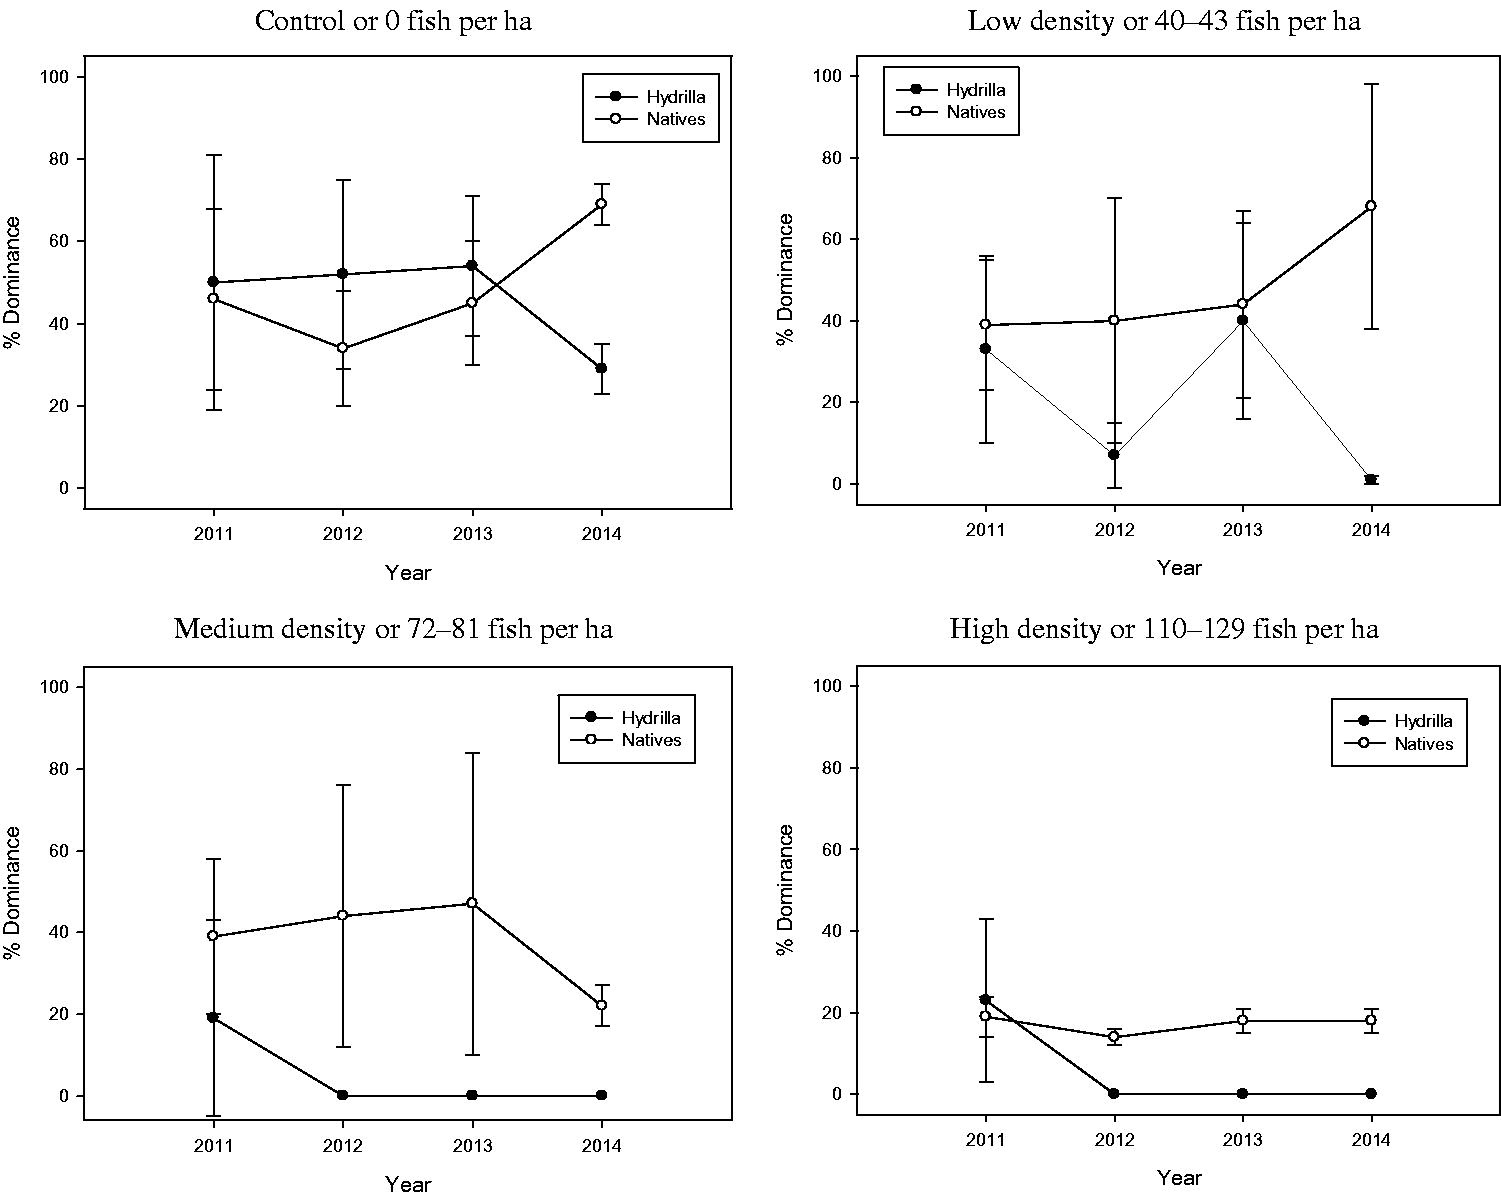 Control or 0 fish per ha
% Dominance
100
80
60
40
20
0
Hydrilla
Natives
2011 2012 2013 2014
Year
Low density or 40–43 fish per ha
% Dominance
100
80
60
40
20
0
Hydrilla
Natives
2011 2012 2013 2014
Year
Medium density or 72–81 fish per ha
% Dominance
100
80
60
40
20
0
Hydrilla
Natives
2011 2012 2013 2014
Year
High density or 110–129 fish per ha
% Dominance
100
80
60
40
20
0
Hydrilla
Natives
2011 2012 2013 2014
Year